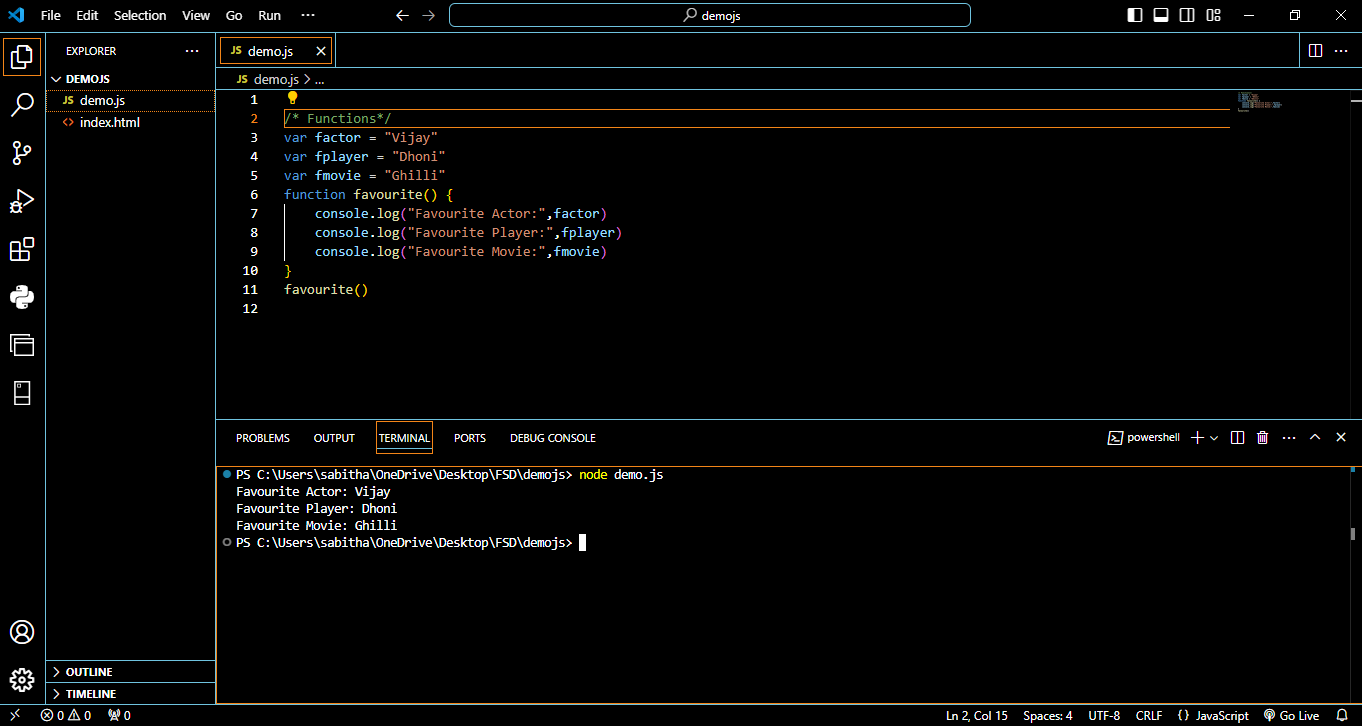 File Edit Selection View Go Run ···
demojs
EXPLORER ···
DEMOJS
JS demo.js
index.html
OUTLINE
TIMELINE
JS demo.js
JS demo.js > ...
1
2 /* Functions*/
3 var factor = "Vijay"
4 var fplayer = "Dhoni"
5 var fmovie = "Ghilli"
6 function favourite() {
7 console.log("Favourite Actor:",factor)
8 console.log("Favourite Player:",fplayer)
9 console.log("Favourite Movie:",fmovie)
10 }
11 favourite()
12
PROBLEMS OUTPUT TERMINAL PORTS DEBUG CONSOLE powershell ···
PS C:\Users\sabitha\OneDrive\Desktop\FSD\demojs> node demo.js
Favourite Actor: Vijay
Favourite Player: Dhoni
Favourite Movie: Ghilli
PS C:\Users\sabitha\OneDrive\Desktop\FSD\demojs>
0 0 0 Ln 2, Col 15 Spaces: 4 UTF-8 CRLF {} JavaScript Go Live